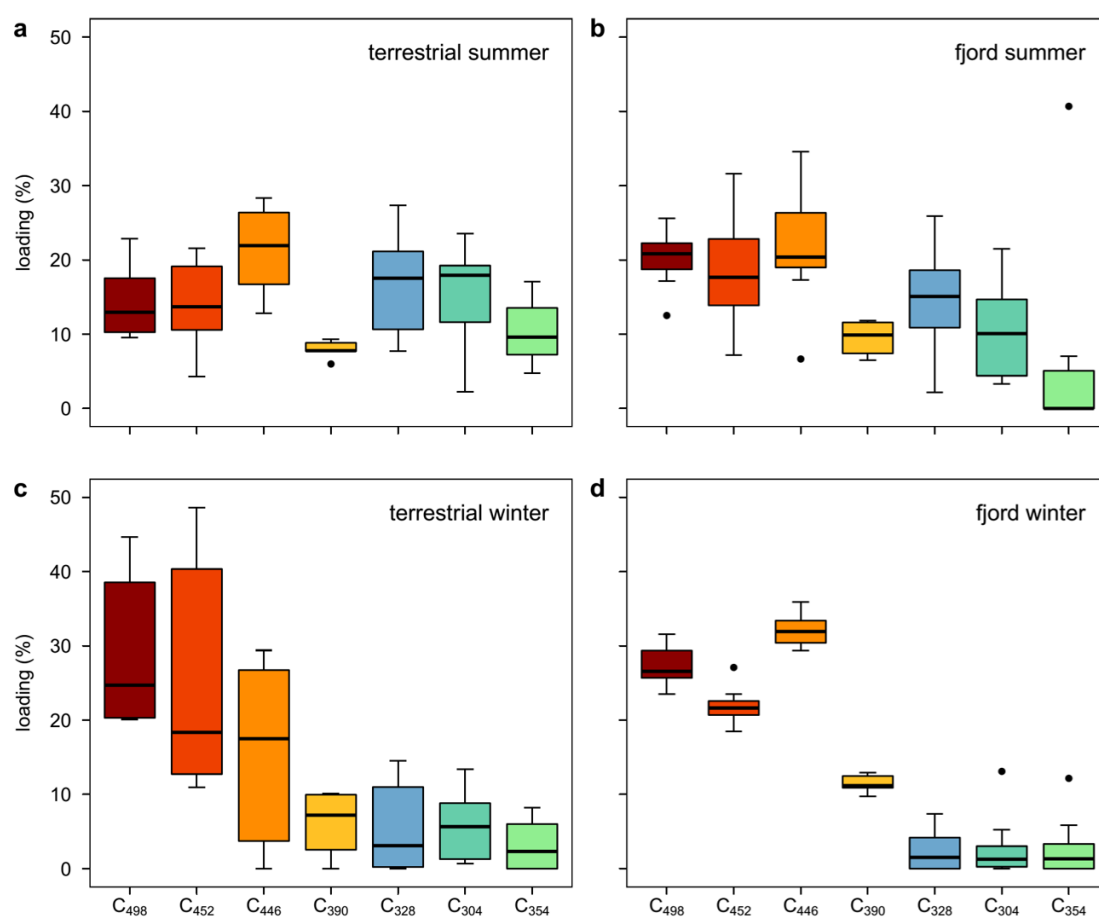 a
terrestrial summer
50
40
30
20
10
0
loading (%)
b
fjord summer
c
terrestrial winter
50
40
30
20
10
0
loading (%)
C₄₉₈ C₄₅₂ C₄₄₆ C₃₉₀ C₃₂₈ C₃₀₄ C₃₅₄
d
fjord winter
C₄₉₈ C₄₅₂ C₄₄₆ C₃₉₀ C₃₂₈ C₃₀₄ C₃₅₄